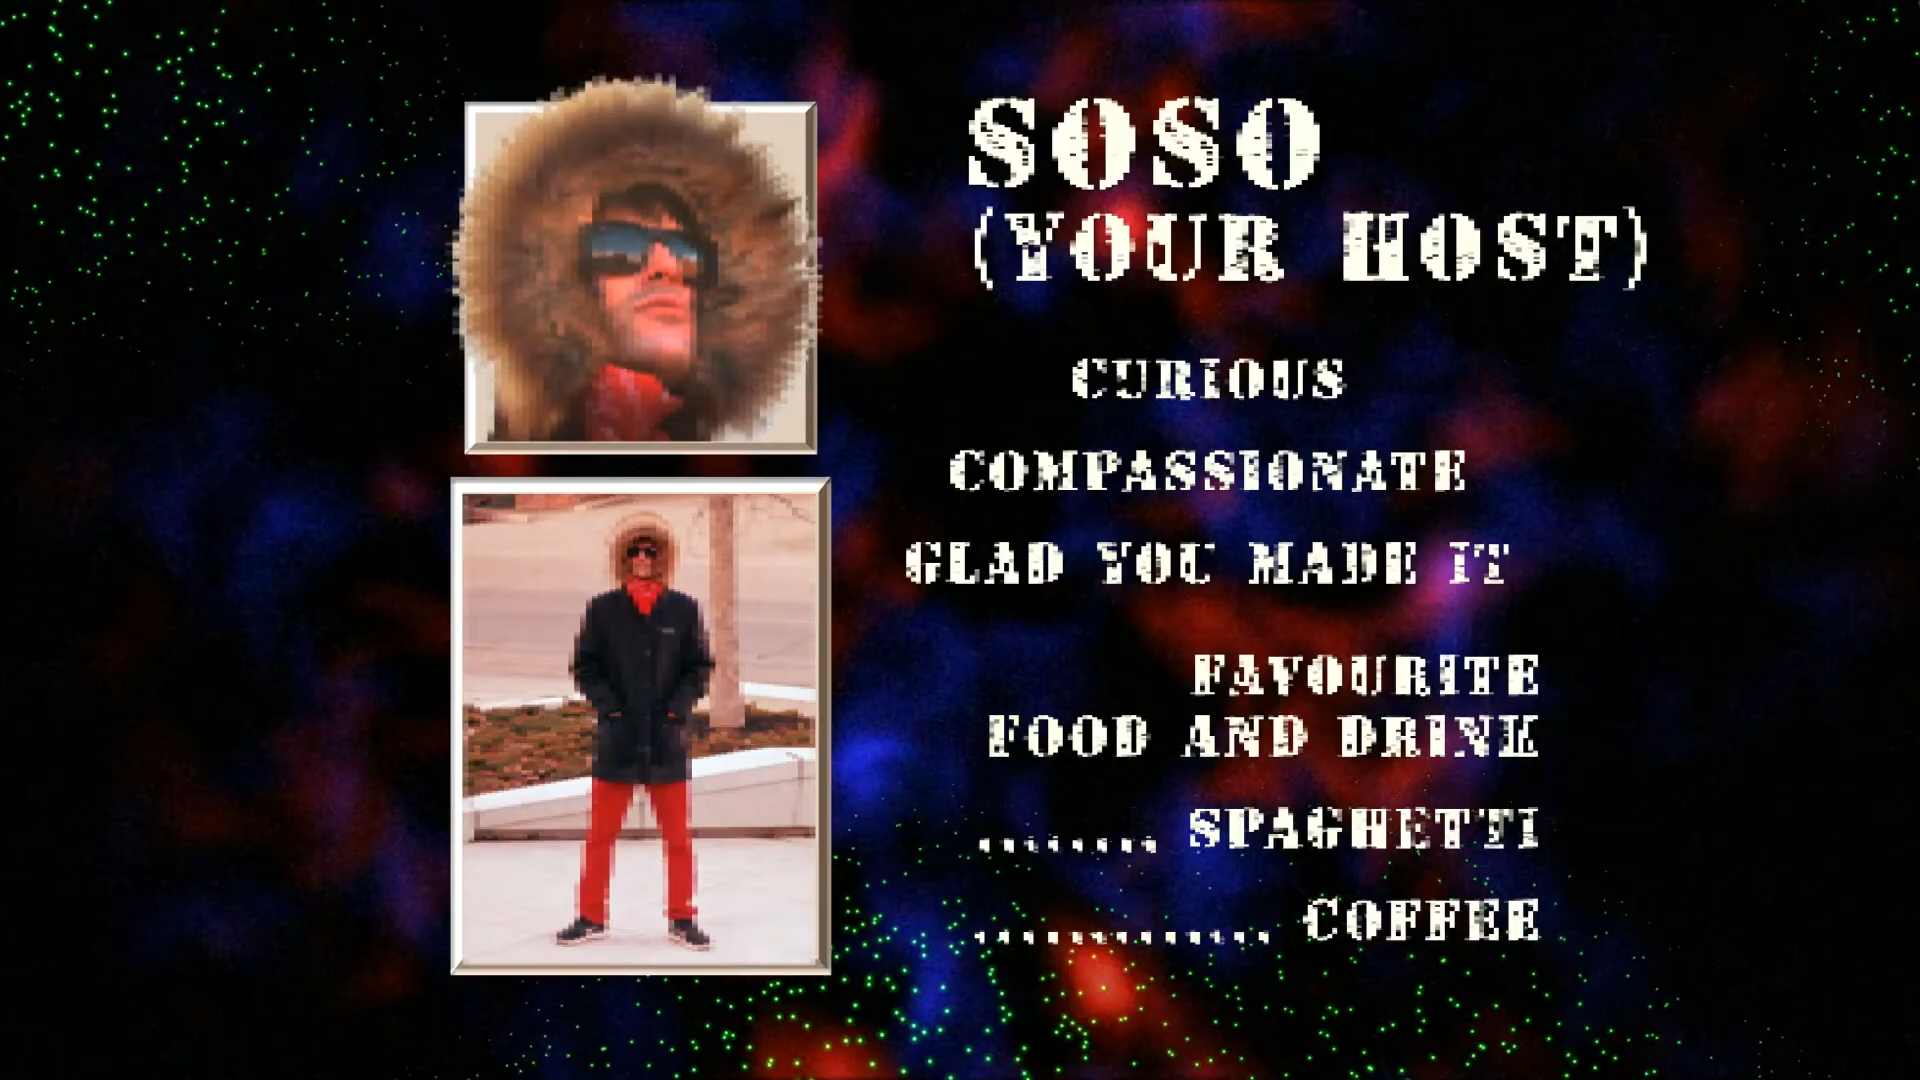 SOSO
(YOUR HOST)
CURIOUS
COMPASSIONATE
GLAD YOU MADE IT
FAVOURITE
FOOD AND DRINK
........ SPAGHETTI
............. COFFEE